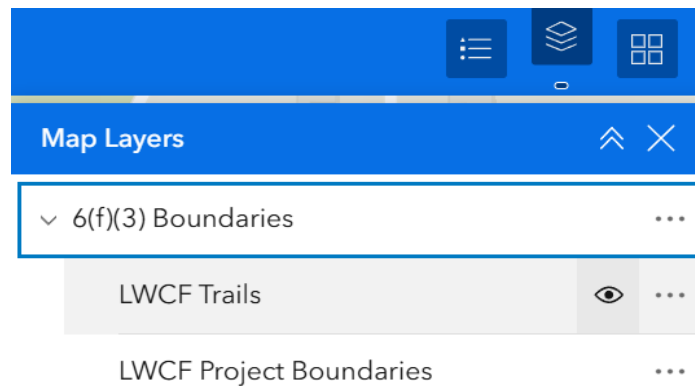 Map Layers
6(f)(3) Boundaries
LWCF Trails
LWCF Project Boundaries